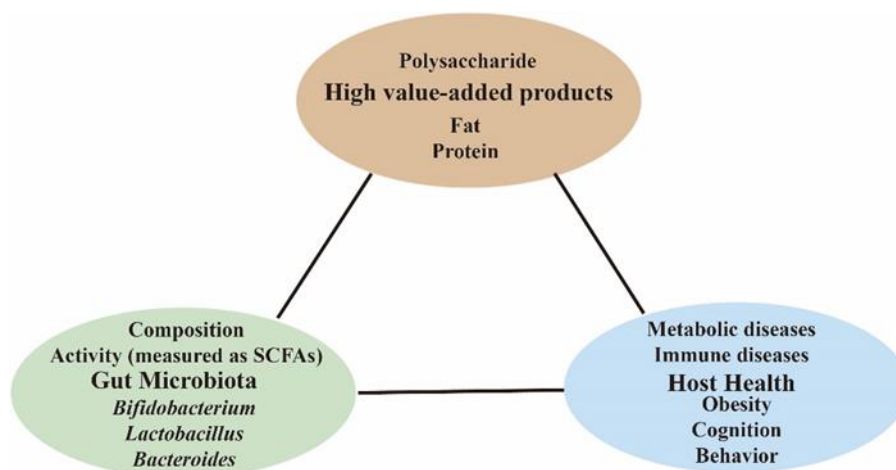 Polysaccharide
High value-added products
Fat
Protein
Composition
Activity (measured as SCFAs)
Gut Microbiota
Bifidobacterium
Lactobacillus
Bacteroides
Metabolic diseases
Immune diseases
Host Health
Obesity
Cognition
Behavior